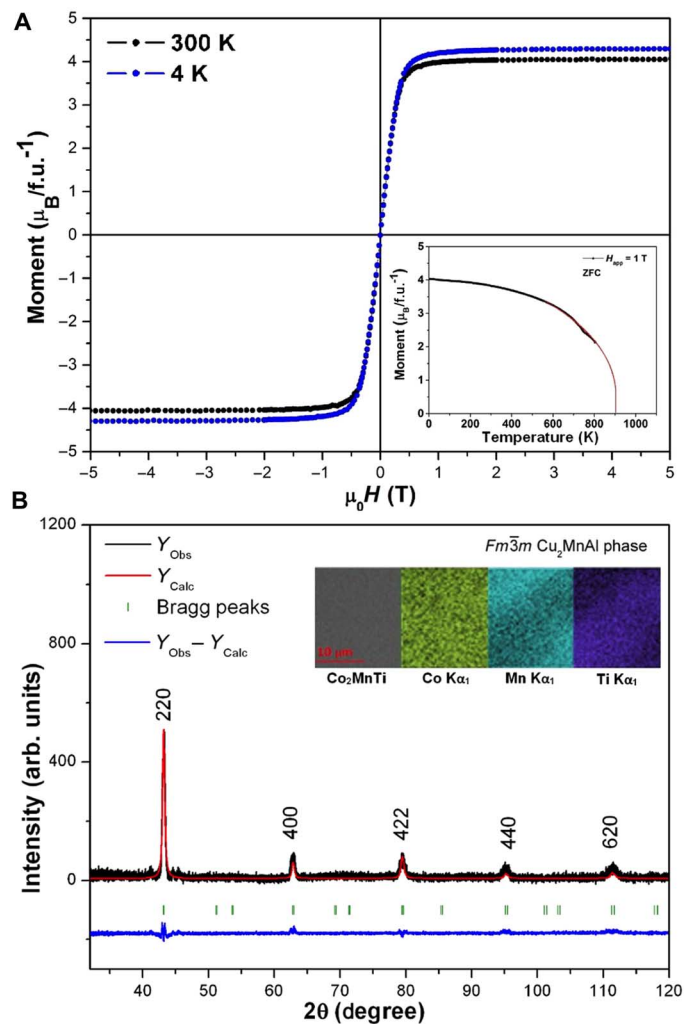 A
300 K
4 K
5
4
3
2
1
0
−1
−2
−3
−4
−5
Moment (μB/f.u.⁻¹)
−5 −4 −3 −2 −1 0 1 2 3 4 5
μ0H (T)
Happ = 1 T
ZFC
5
4
3
2
1
0
Moment (μB/f.u.⁻¹)
0 200 400 600 800 1000
Temperature (K)
B
YObs
YCalc
Bragg peaks
YObs − YCalc
Fm3̅m Cu2MnAl phase
10 μm
Co2MnTi Co Kα1 Mn Kα1 Ti Kα1
220
400
422
440
620
1200
800
400
0
Intensity (arb. units)
40 50 60 70 80 90 100 110 120
2θ (degree)